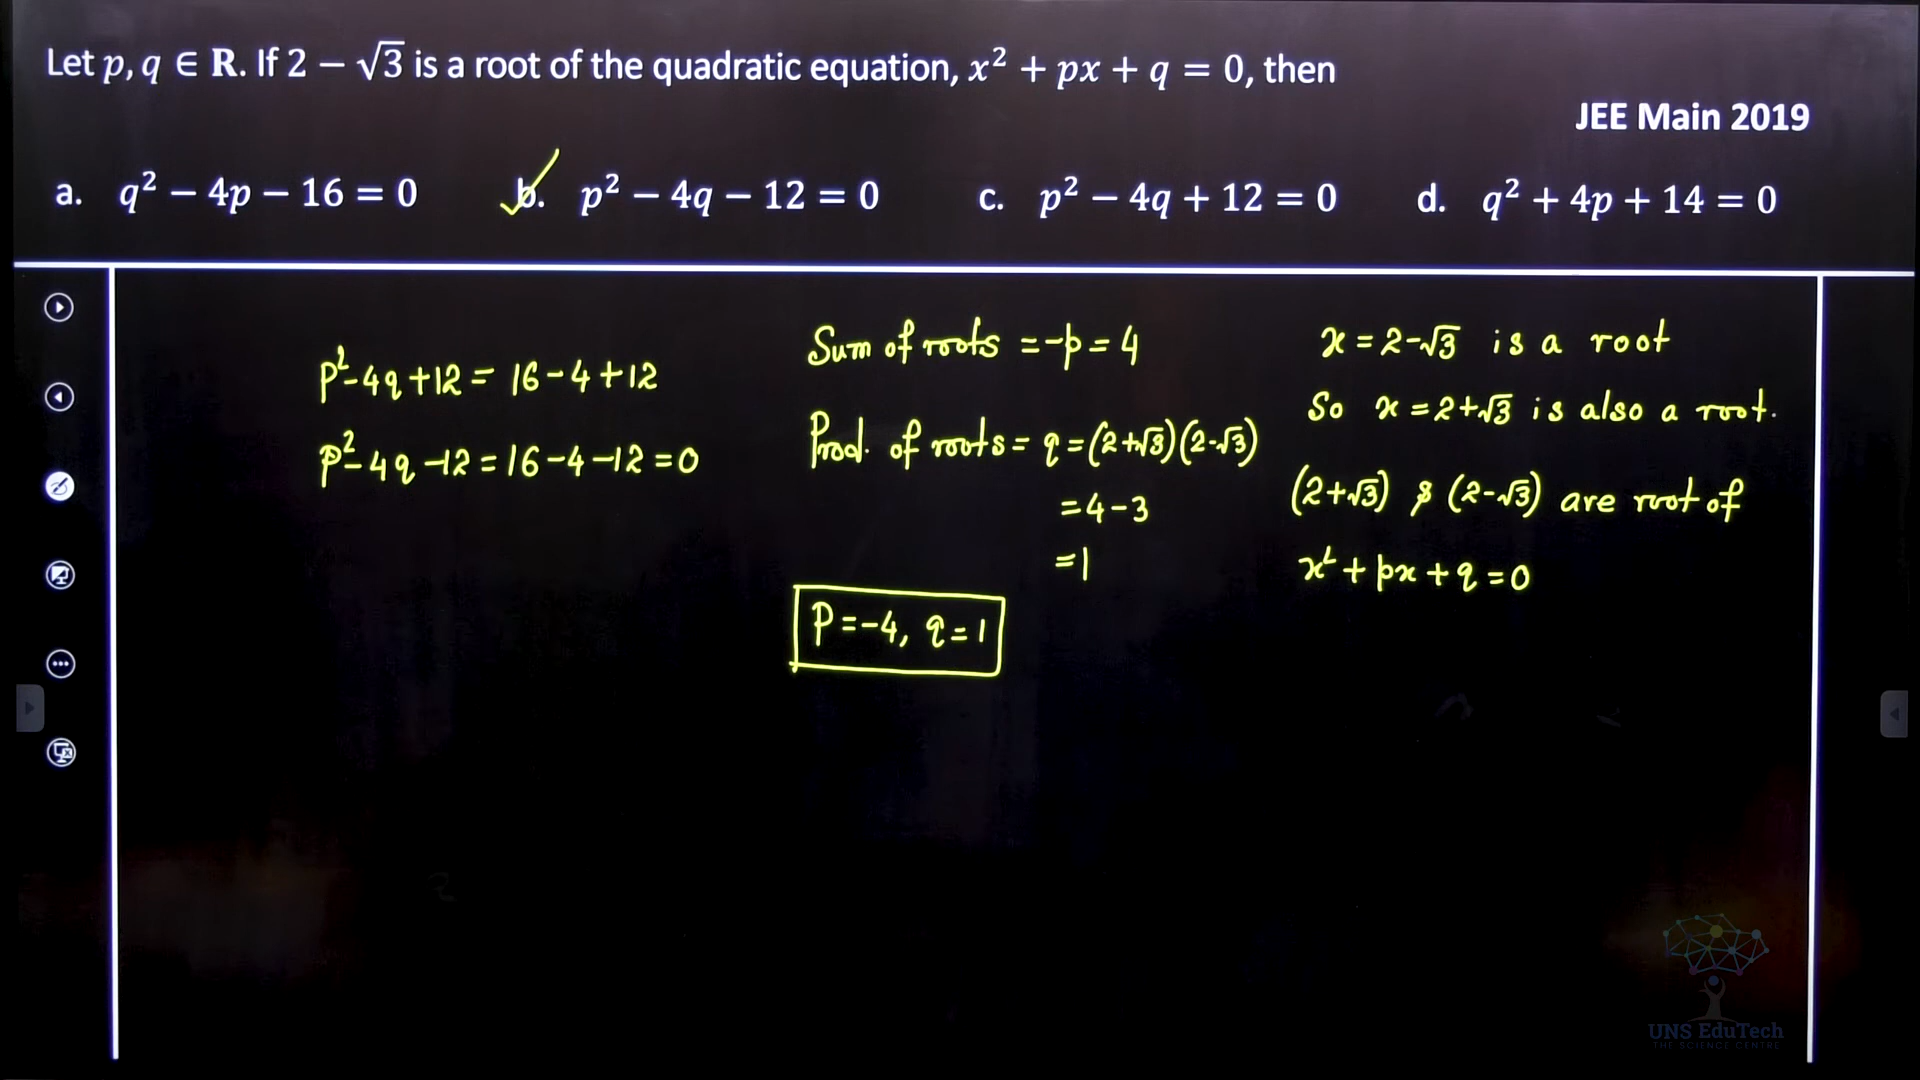 Let p, q ∈ R. If 2 − √3 is a root of the quadratic equation, x² + px + q = 0, then
JEE Main 2019
a. q² − 4p − 16 = 0 b. p² − 4q − 12 = 0 c. p² − 4q + 12 = 0 d. q² + 4p + 14 = 0
p²-4q+12 = 16-4+12
p²-4q-12 = 16-4-12 = 0
Sum of roots = -p = 4
Prod. of roots = q = (2+√3)(2-√3)
= 4-3
= 1
P = -4, q = 1
x = 2-√3 is a root
So x = 2+√3 is also a root.
(2+√3) & (2-√3) are root of
x² + px + q = 0
UNS EduTech
THE SCIENCE CENTRE